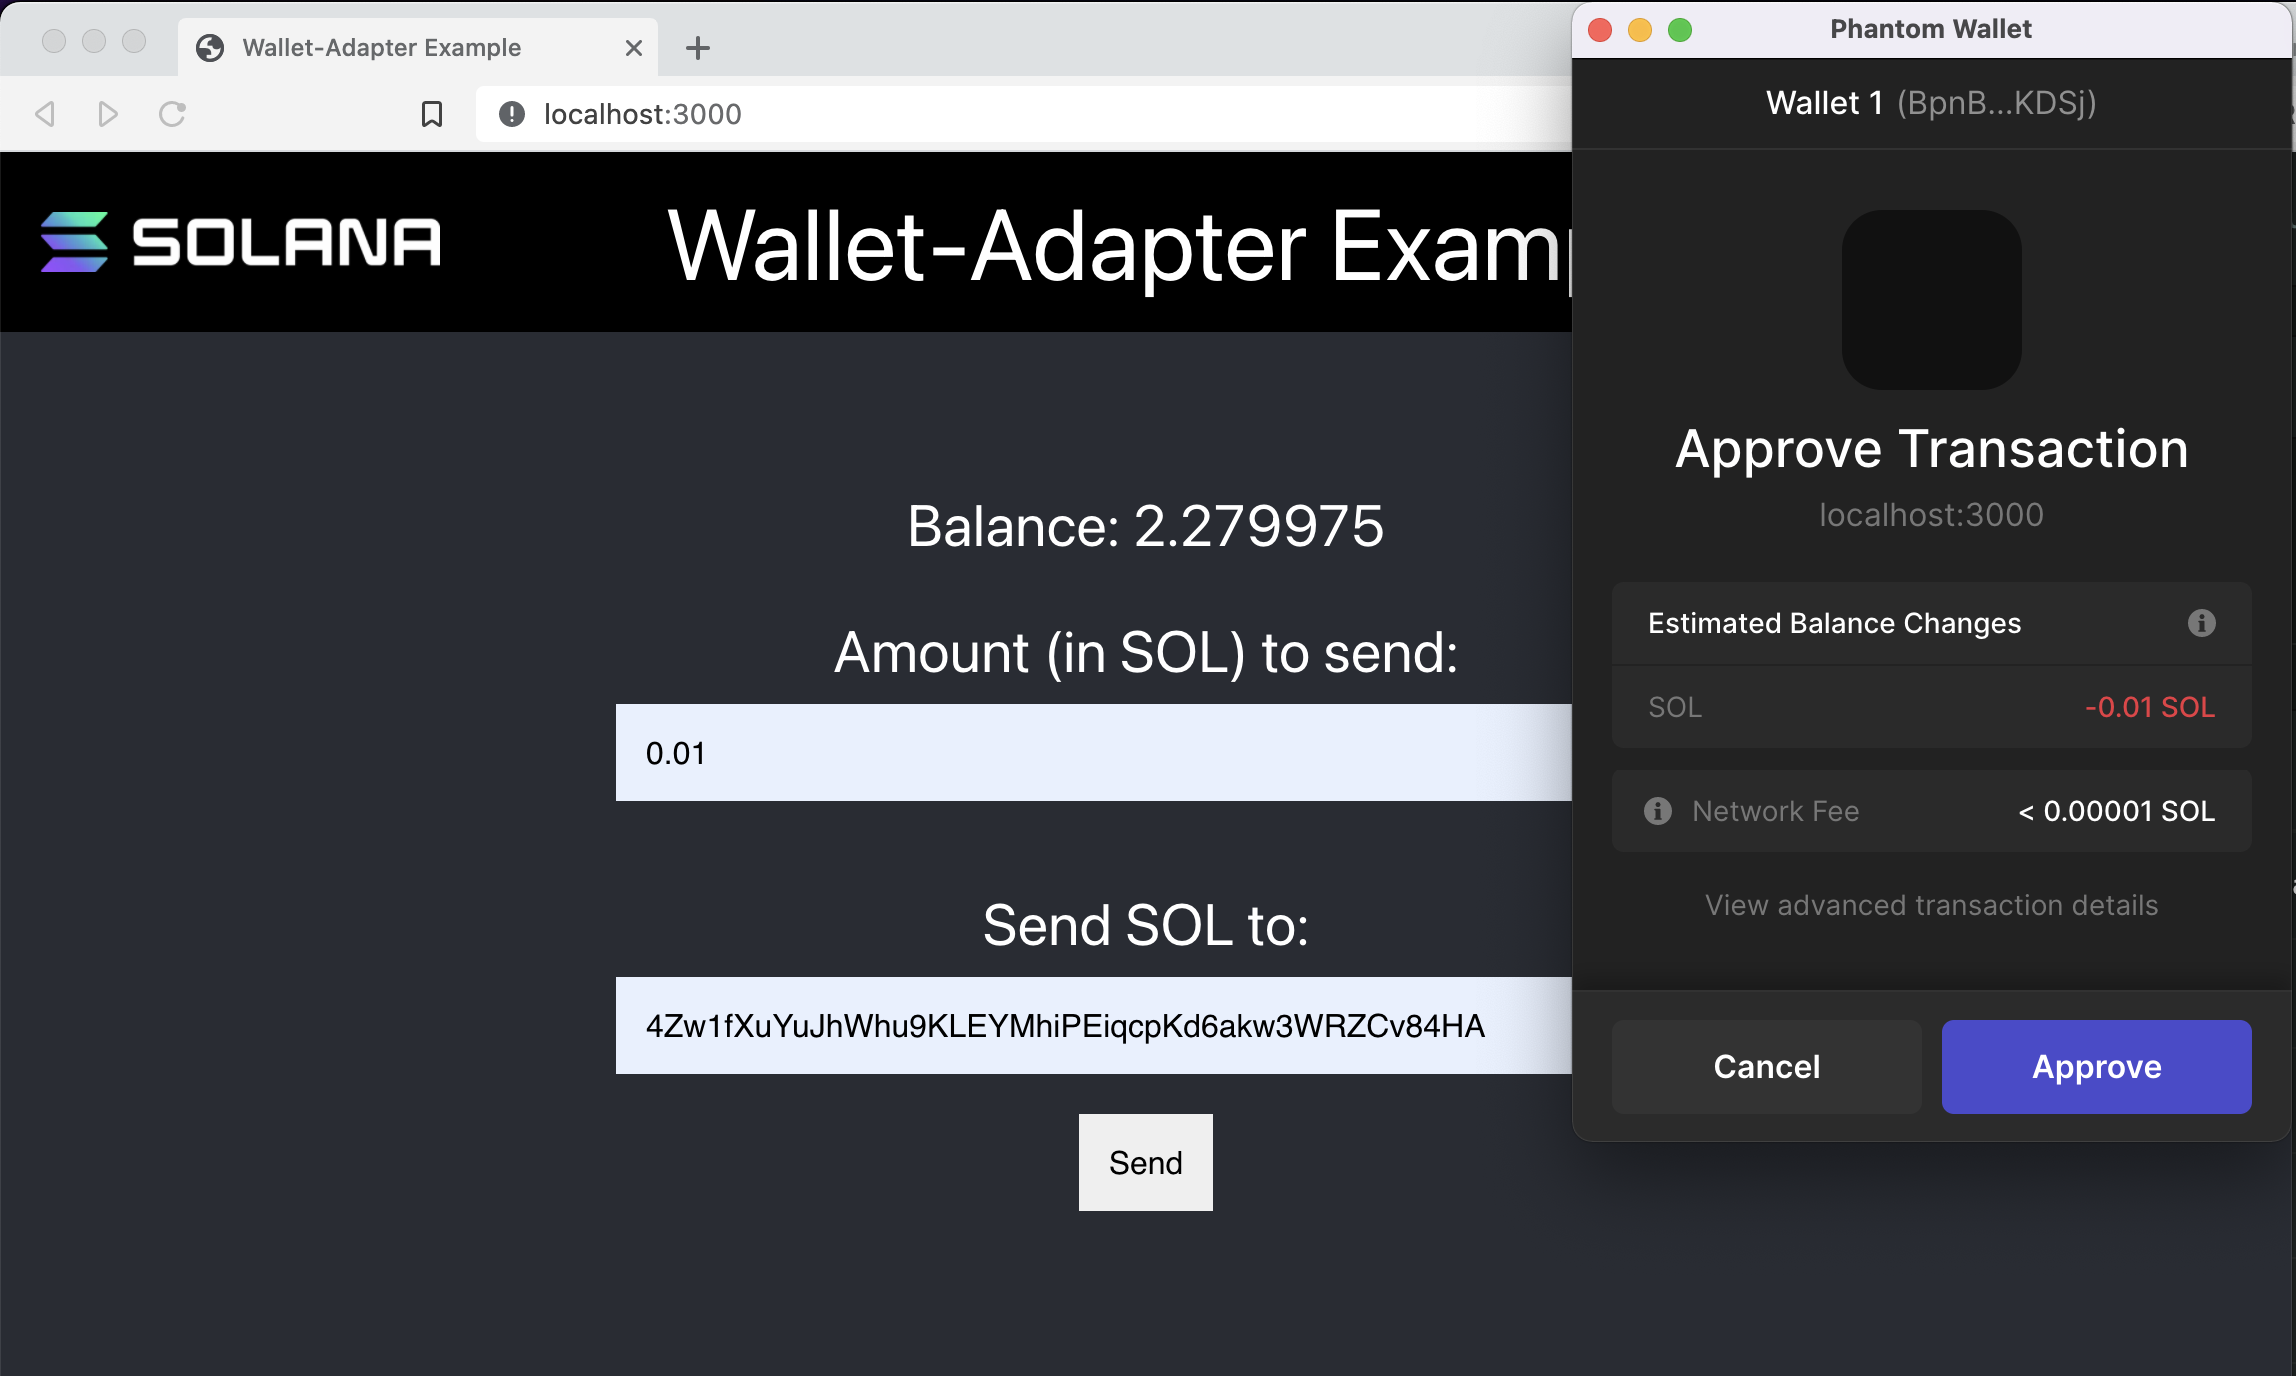 Wallet-Adapter Example
localhost:3000
SOLANA
Wallet-Adapter Exam
Balance: 2.279975
Amount (in SOL) to send:
0.01
Send SOL to:
4Zw1fXuYuJhWhu9KLEYMhiPEiqcpKd6akw3WRZCv84HA
Send
Phantom Wallet
Wallet 1 (BpnB...KDSj)
Approve Transaction
localhost:3000
Estimated Balance Changes
SOL -0.01 SOL
Network Fee < 0.00001 SOL
View advanced transaction details
Cancel Approve